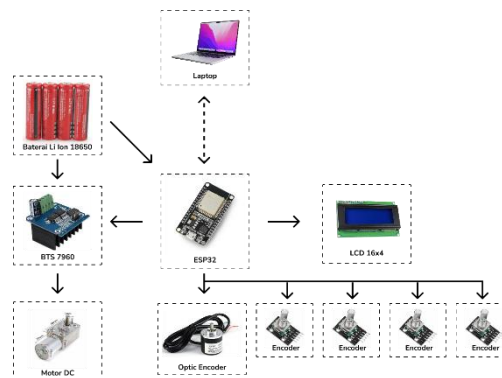 Laptop
Baterai Li Ion 18650
BTS 7960
ESP32
LCD 16x4
Motor DC
Optic Encoder
Encoder
Encoder
Encoder
Encoder